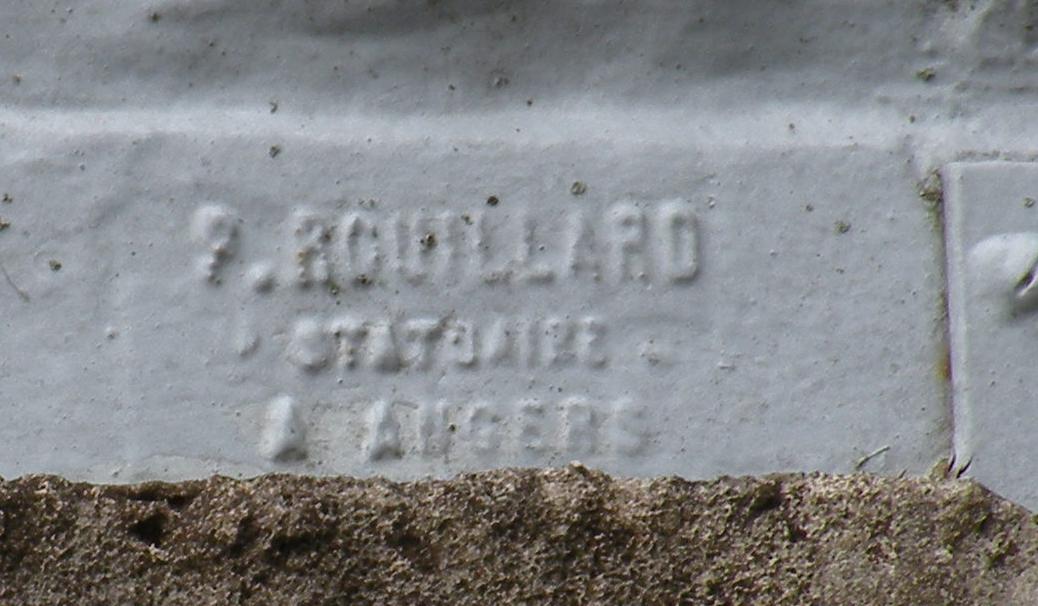 P. ROUILLARD
STATUAIRE
A ANGERS